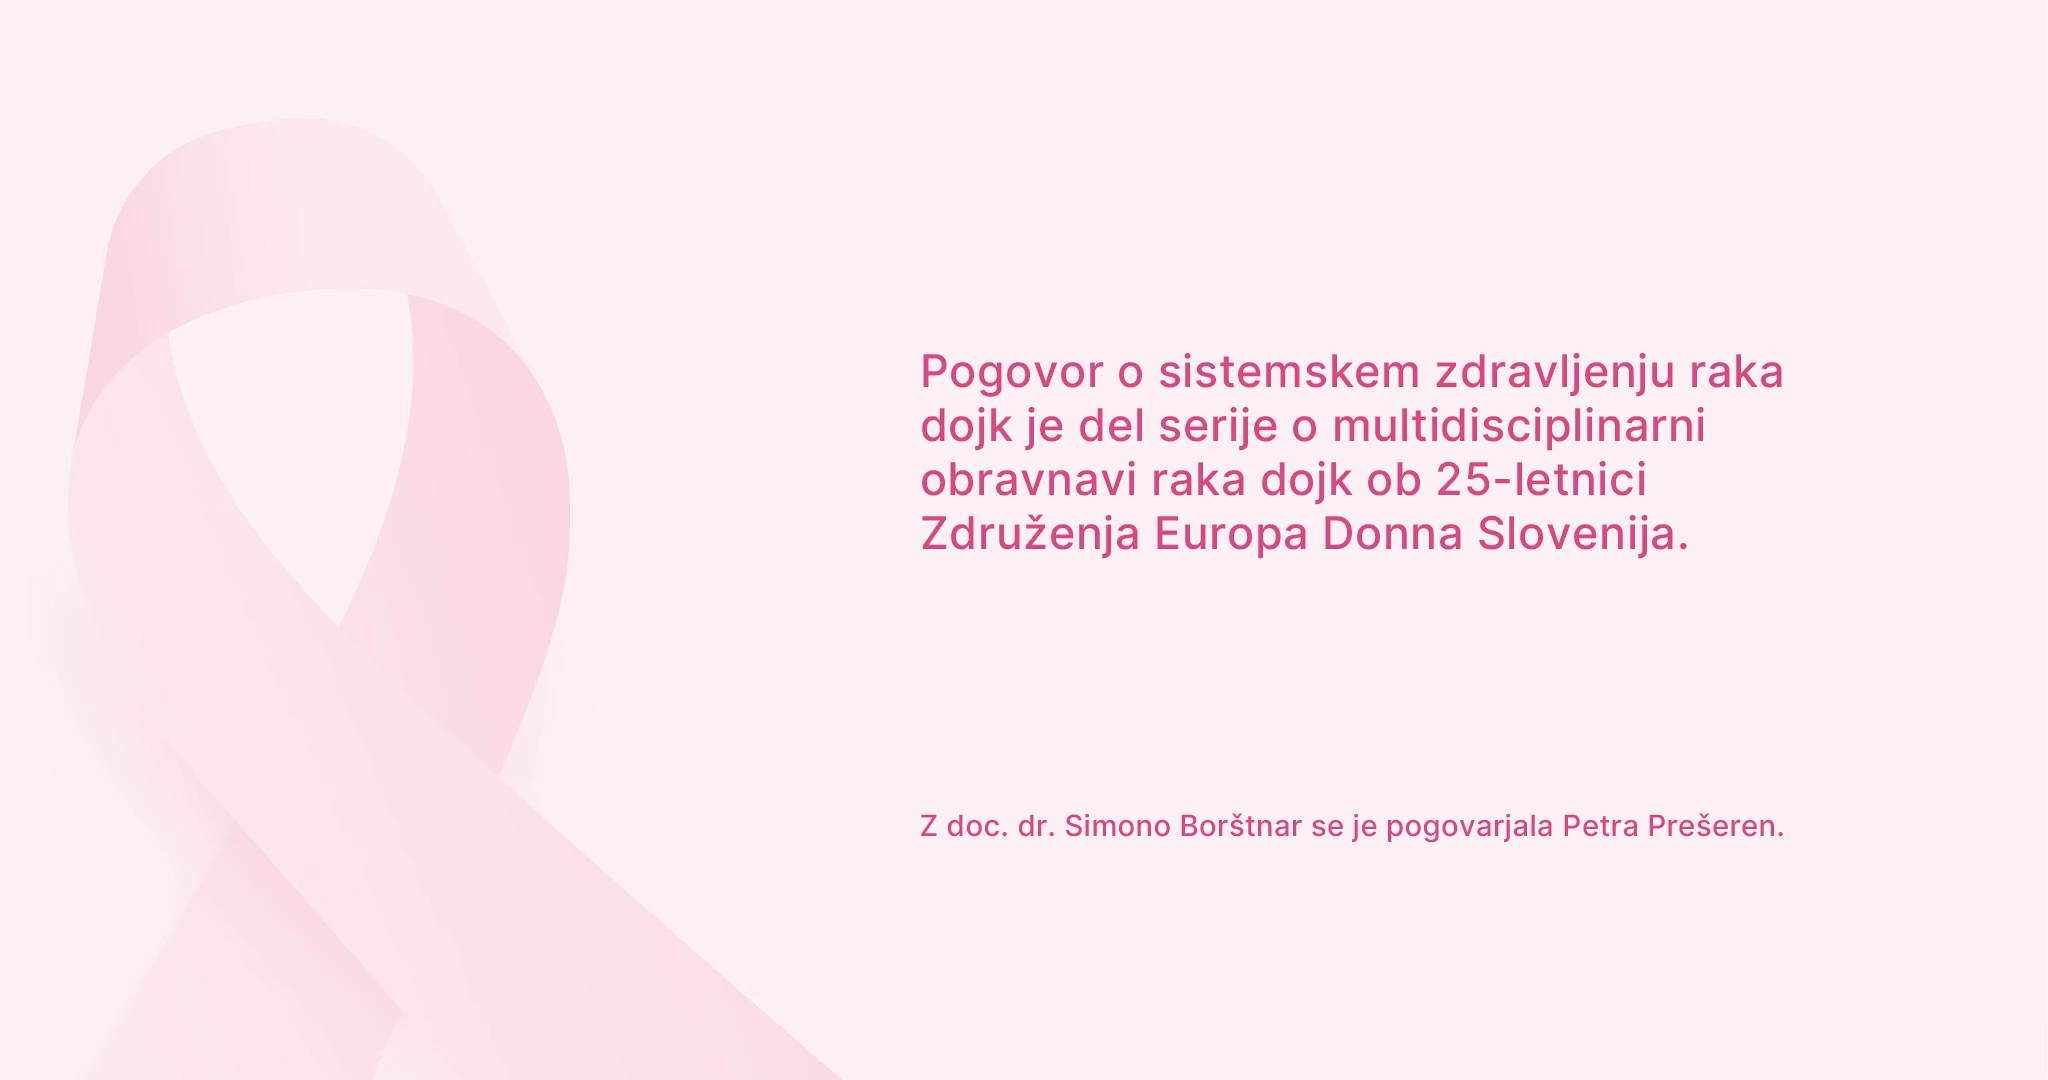 Pogovor o sistemskem zdravljenju raka
dojk je del serije o multidisciplinarni
obravnavi raka dojk ob 25-letnici
Združenja Europa Donna Slovenija.
Z doc. dr. Simono Borštnar se je pogovarjala Petra Prešeren.